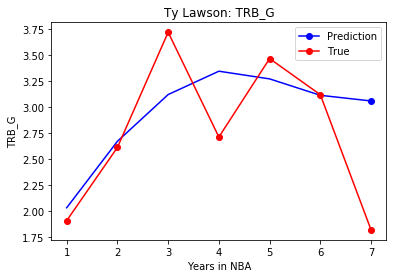 Ty Lawson: TRB_G
Prediction
True
3.75
3.50
3.25
3.00
2.75
2.50
2.25
2.00
1.75
TRB_G
1 2 3 4 5 6 7
Years in NBA